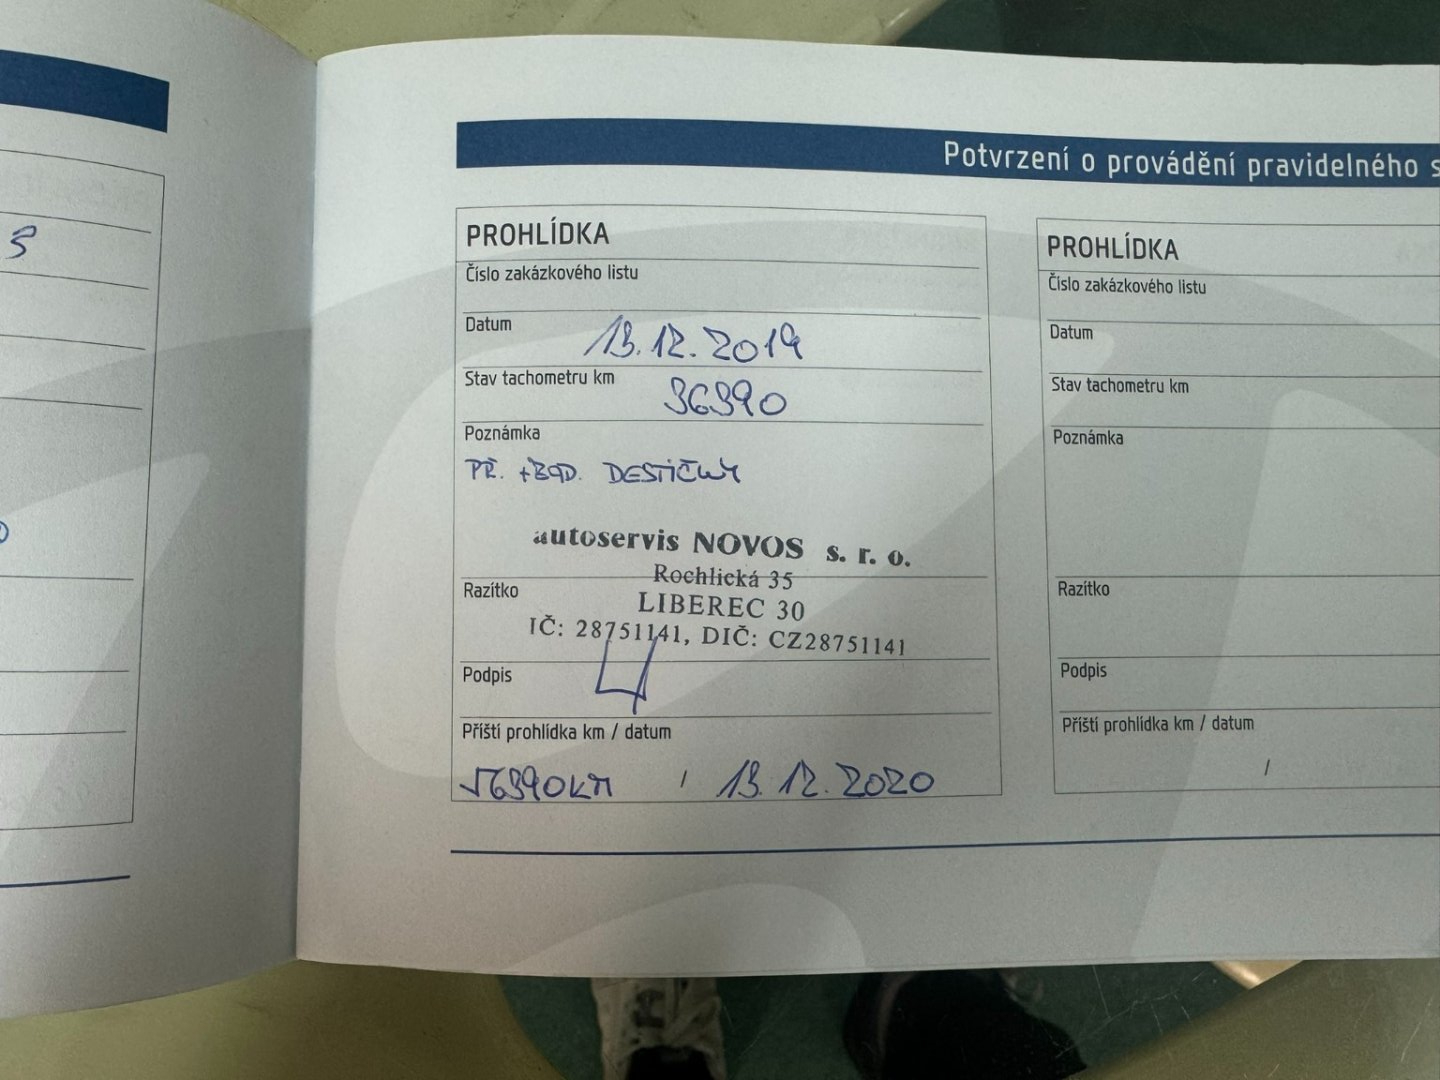 Potvrzení o provádění pravidelného s
PROHLÍDKA
Číslo zakázkového listu
Datum 13.12.2019
Stav tachometru km 36390
Poznámka
PŘ. + ZAD. DESTIČKY
autoservis NOVOS s. r. o.
Rochlická 35
Razítko
LIBEREC 30
IČ: 28751141, DIČ: CZ28751141
Podpis
Příští prohlídka km / datum
56390KM / 13.12.2020
PROHLÍDKA
Číslo zakázkového listu
Datum
Stav tachometru km
Poznámka
Razítko
Podpis
Příští prohlídka km / datum
/